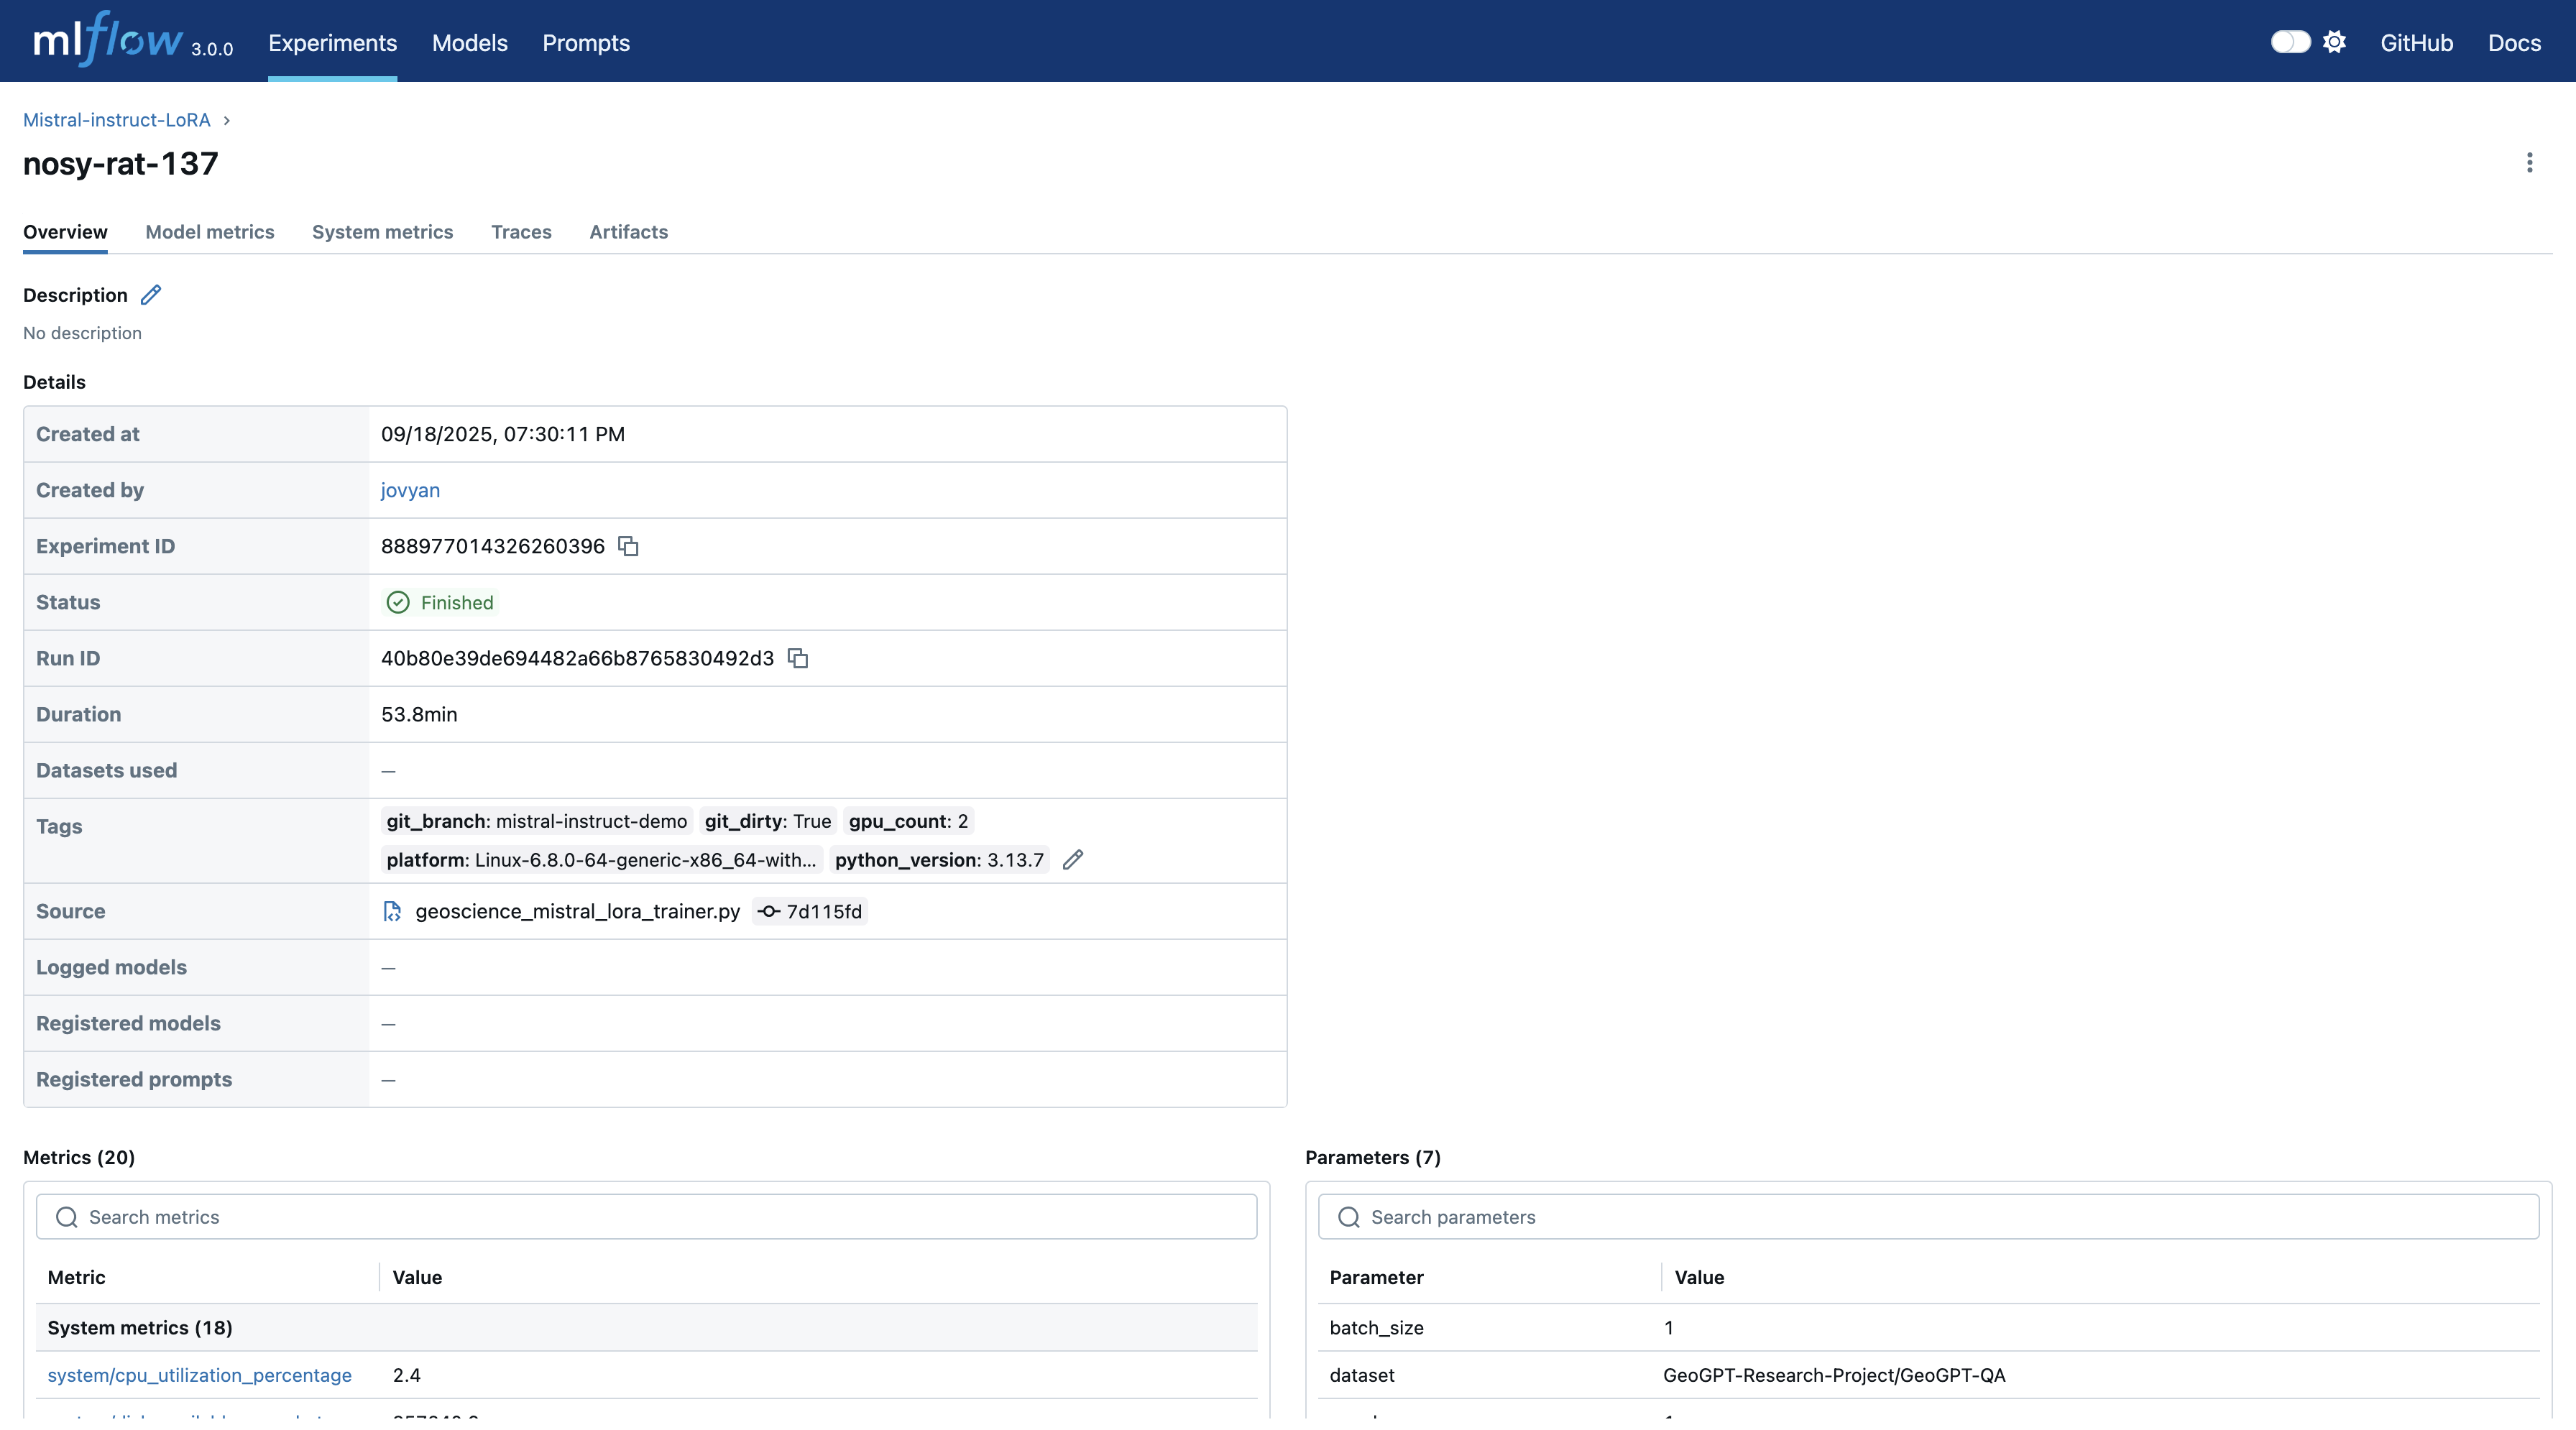 mlflow 3.0.0 Experiments Models Prompts GitHub Docs
Mistral-instruct-LoRA
nosy-rat-137
Overview Model metrics System metrics Traces Artifacts
Description
No description
Details
Created at 09/18/2025, 07:30:11 PM
Created by jovyan
Experiment ID 888977014326260396
Status Finished
Run ID 40b80e39de694482a66b8765830492d3
Duration 53.8min
Datasets used —
Tags git_branch: mistral-instruct-demo git_dirty: True gpu_count: 2
platform: Linux-6.8.0-64-generic-x86_64-with... python_version: 3.13.7
Source geoscience_mistral_lora_trainer.py 7d115fd
Logged models —
Registered models —
Registered prompts —
Metrics (20) Parameters (7)
Search metrics Search parameters
Metric Value Parameter Value
System metrics (18) batch_size 1
system/cpu_utilization_percentage 2.4 dataset GeoGPT-Research-Project/GeoGPT-QA